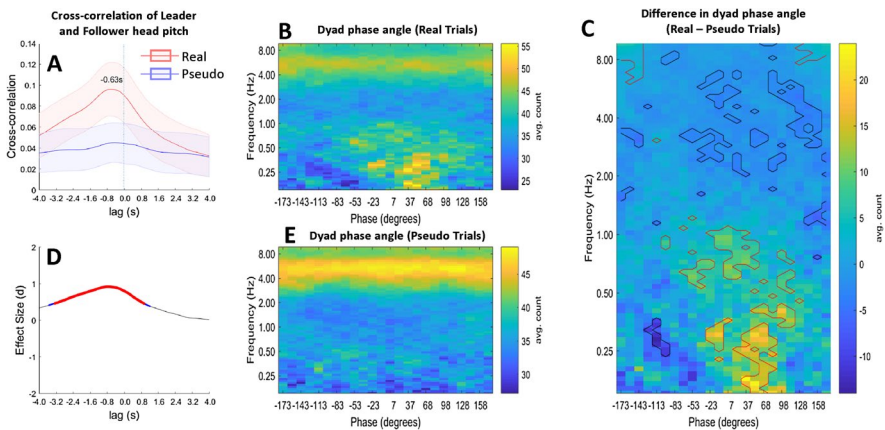 Cross-correlation of Leader
and Follower head pitch
A
Real
Pseudo
-0.63s
Cross-correlation
0.14
0.12
0.1
0.08
0.06
0.04
0.02
0
-4.0 -3.2 -2.4 -1.6 -0.8 0.0 0.8 1.6 2.4 3.2 4.0
lag (s)
B
Dyad phase angle (Real Trials)
Frequency (Hz)
8.00
4.00
2.00
1.00
0.50
0.25
-173-143-113 -83 -53 -23 7 37 68 98 128 158
Phase (degrees)
55
50
45
40
35
30
25
avg. count
C
Difference in dyad phase angle
(Real – Pseudo Trials)
Frequency (Hz)
8.00
4.00
2.00
1.00
0.50
0.25
-173-143-113 -83 -53 -23 7 37 68 98 128 158
Phase (degrees)
20
15
10
5
0
-5
-10
avg. count
D
Effect Size (d)
2
1
0
1
-2
-4.0 -3.2 -2.4 -1.6 -0.8 0.0 0.8 1.6 2.4 3.2 4.0
lag (s)
E
Dyad phase angle (Pseudo Trials)
Frequency (Hz)
8.00
4.00
2.00
1.00
0.50
0.25
-173-143-113 -83 -53 -23 7 37 68 98 128 158
Phase (degrees)
45
40
35
30
avg. count